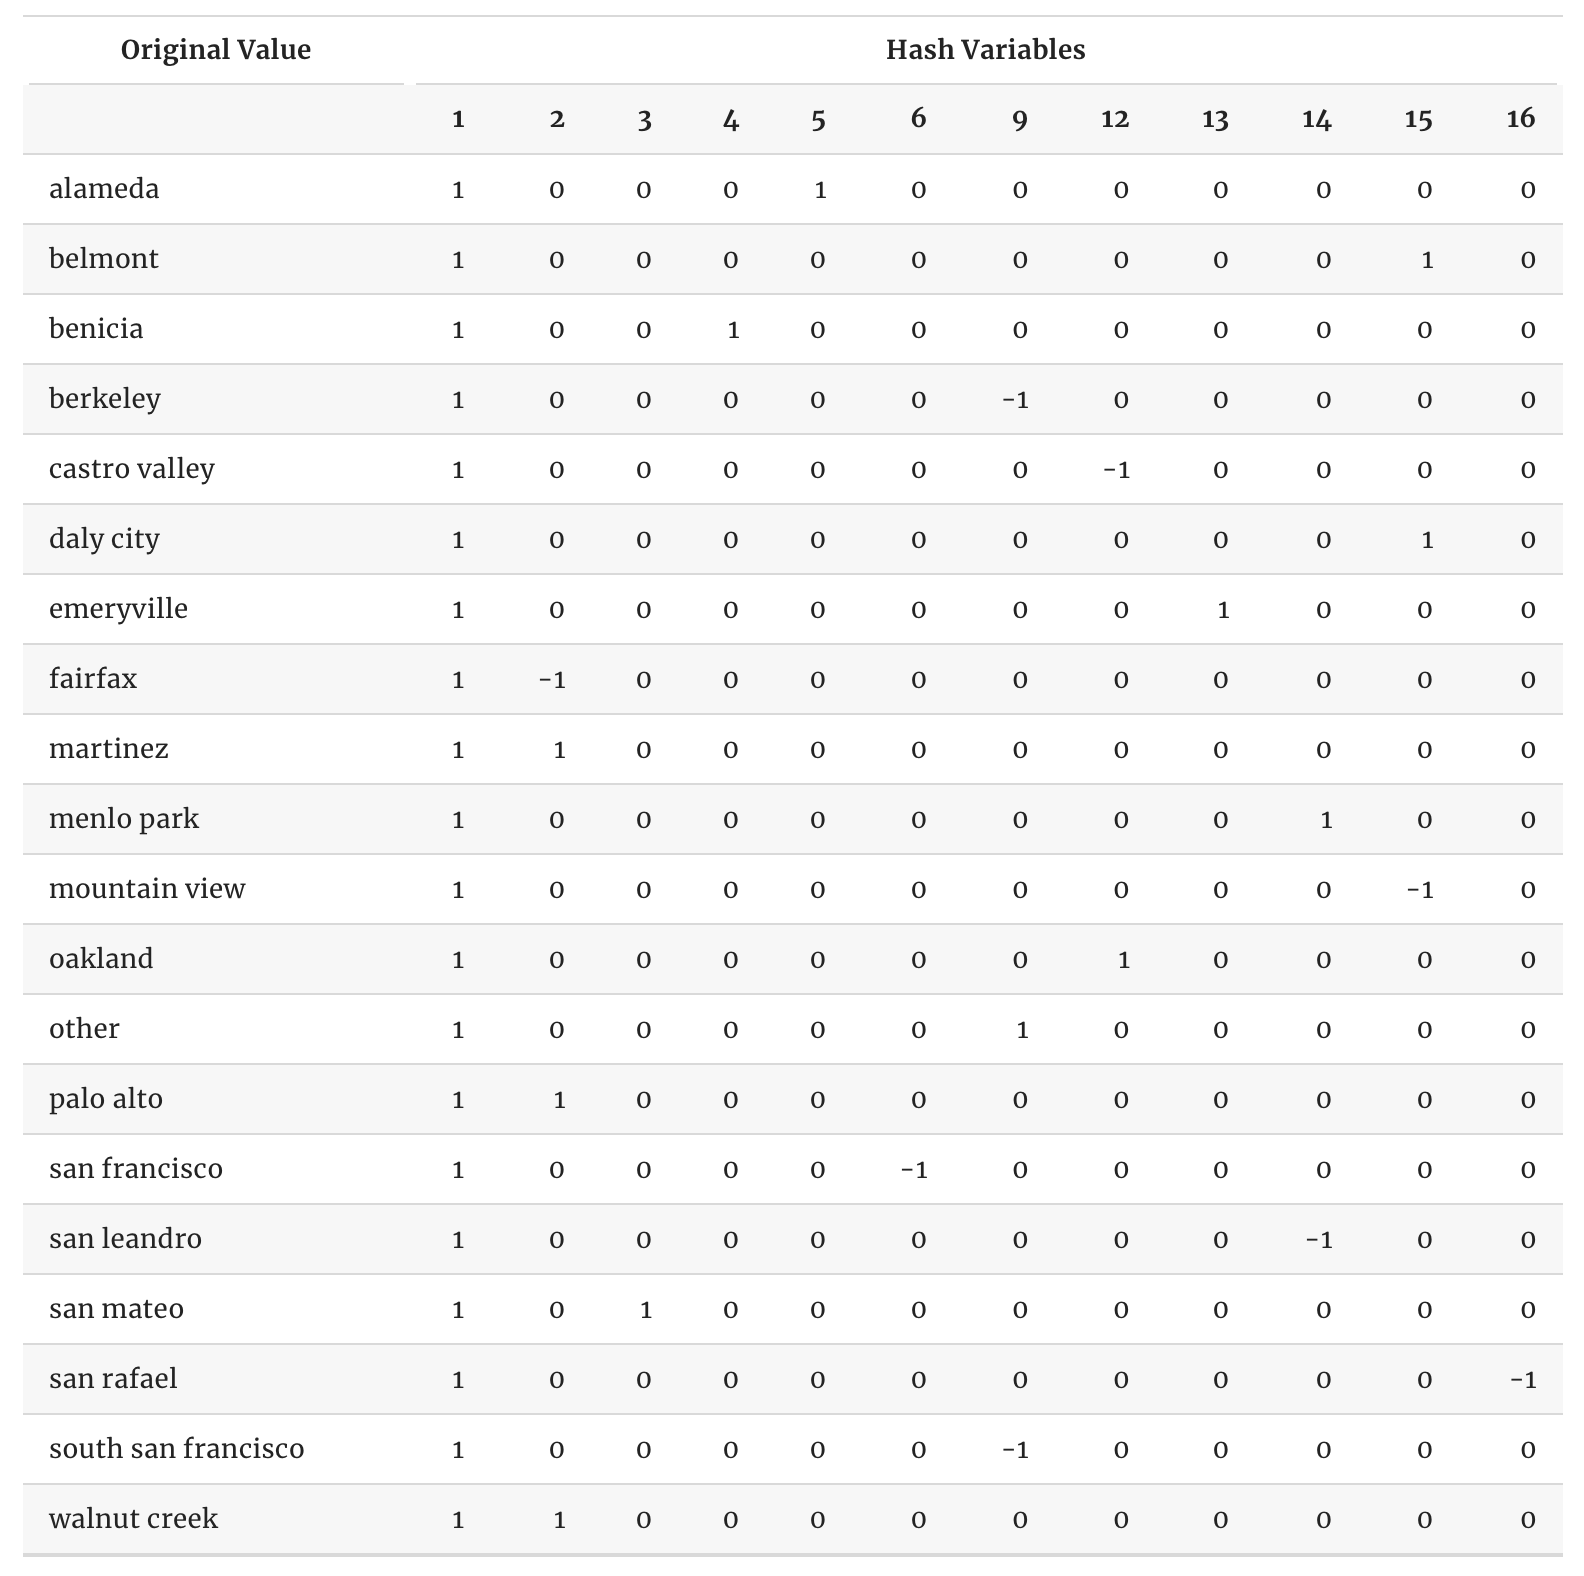 Original Value Hash Variables
1 2 3 4 5 6 9 12 13 14 15 16
alameda 1 0 0 0 1 0 0 0 0 0 0 0
belmont 1 0 0 0 0 0 0 0 0 0 1 0
benicia 1 0 0 1 0 0 0 0 0 0 0 0
berkeley 1 0 0 0 0 0 −1 0 0 0 0 0
castro valley 1 0 0 0 0 0 0 −1 0 0 0 0
daly city 1 0 0 0 0 0 0 0 0 0 1 0
emeryville 1 0 0 0 0 0 0 0 1 0 0 0
fairfax 1 −1 0 0 0 0 0 0 0 0 0 0
martinez 1 1 0 0 0 0 0 0 0 0 0 0
menlo park 1 0 0 0 0 0 0 0 0 1 0 0
mountain view 1 0 0 0 0 0 0 0 0 0 −1 0
oakland 1 0 0 0 0 0 0 1 0 0 0 0
other 1 0 0 0 0 0 1 0 0 0 0 0
palo alto 1 1 0 0 0 0 0 0 0 0 0 0
san francisco 1 0 0 0 0 −1 0 0 0 0 0 0
san leandro 1 0 0 0 0 0 0 0 0 −1 0 0
san mateo 1 0 1 0 0 0 0 0 0 0 0 0
san rafael 1 0 0 0 0 0 0 0 0 0 0 −1
south san francisco 1 0 0 0 0 0 −1 0 0 0 0 0
walnut creek 1 1 0 0 0 0 0 0 0 0 0 0